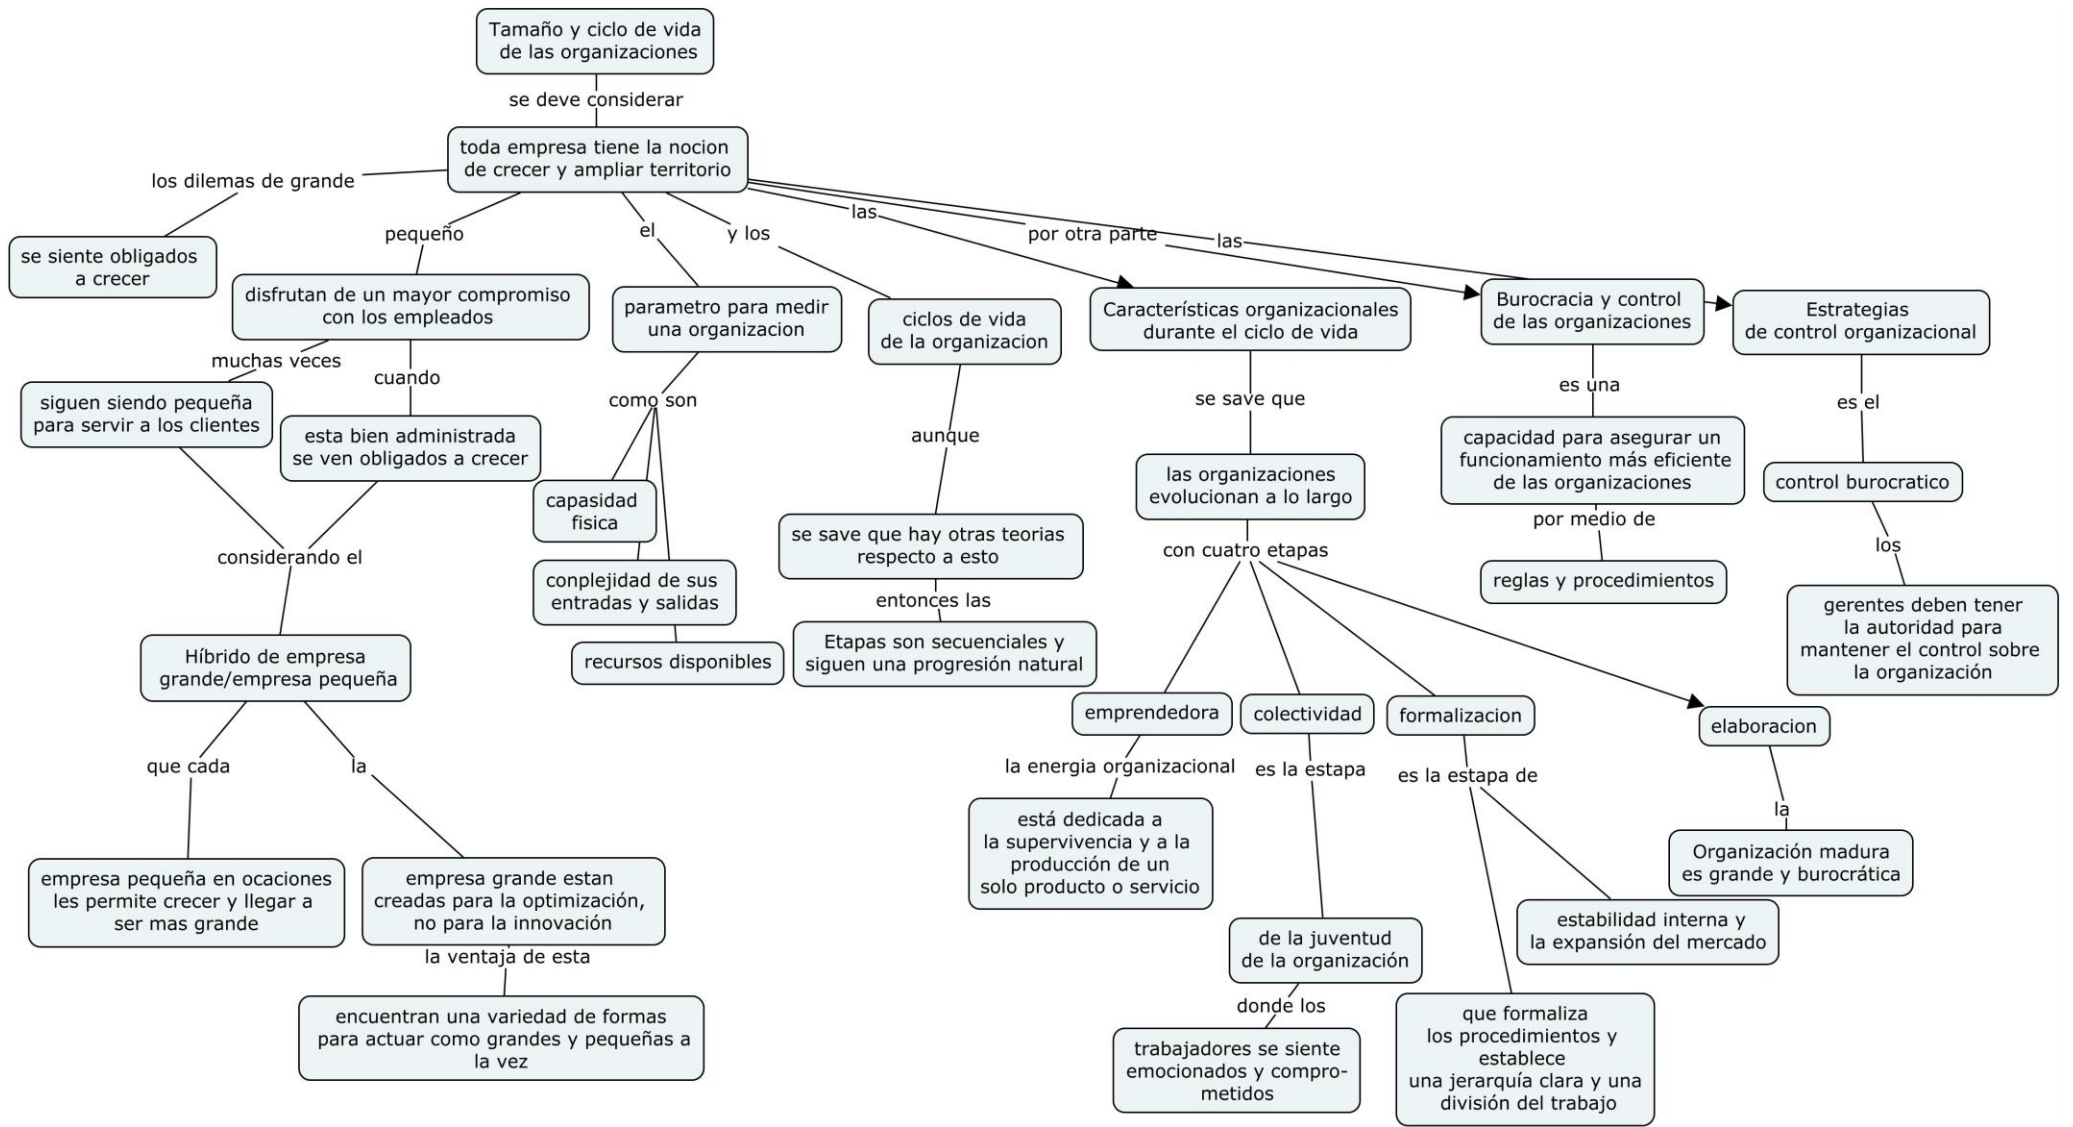 Tamaño y ciclo de vida
de las organizaciones
se deve considerar
toda empresa tiene la nocion
de crecer y ampliar territorio
los dilemas de grande
se siente obligados
a crecer
pequeño
disfrutan de un mayor compromiso
con los empleados
muchas veces
siguen siendo pequeña
para servir a los clientes
cuando
esta bien administrada
se ven obligados a crecer
considerando el
Híbrido de empresa
grande/empresa pequeña
que cada
empresa pequeña en ocaciones
les permite crecer y llegar a
ser mas grande
la
empresa grande estan
creadas para la optimización,
no para la innovación
la ventaja de esta
encuentran una variedad de formas
para actuar como grandes y pequeñas a
la vez
el
parametro para medir
una organizacion
como son
capasidad
fisica
conplejidad de sus
entradas y salidas
recursos disponibles
y los
ciclos de vida
de la organizacion
aunque
se save que hay otras teorias
respecto a esto
entonces las
Etapas son secuenciales y
siguen una progresión natural
las
Características organizacionales
durante el ciclo de vida
se save que
las organizaciones
evolucionan a lo largo
con cuatro etapas
emprendedora
la energia organizacional
está dedicada a
la supervivencia y a la
producción de un
solo producto o servicio
colectividad
es la estapa
de la juventud
de la organización
donde los
trabajadores se siente
emocionados y compro-
metidos
formalizacion
es la estapa de
que formaliza
los procedimientos y
establece
una jerarquía clara y una
división del trabajo
estabilidad interna y
la expansión del mercado
elaboracion
la
Organización madura
es grande y burocrática
por otra parte
Burocracia y control
de las organizaciones
es una
capacidad para asegurar un
funcionamiento más eficiente
de las organizaciones
por medio de
reglas y procedimientos
las
Estrategias
de control organizacional
es el
control burocratico
los
gerentes deben tener
la autoridad para
mantener el control sobre
la organización